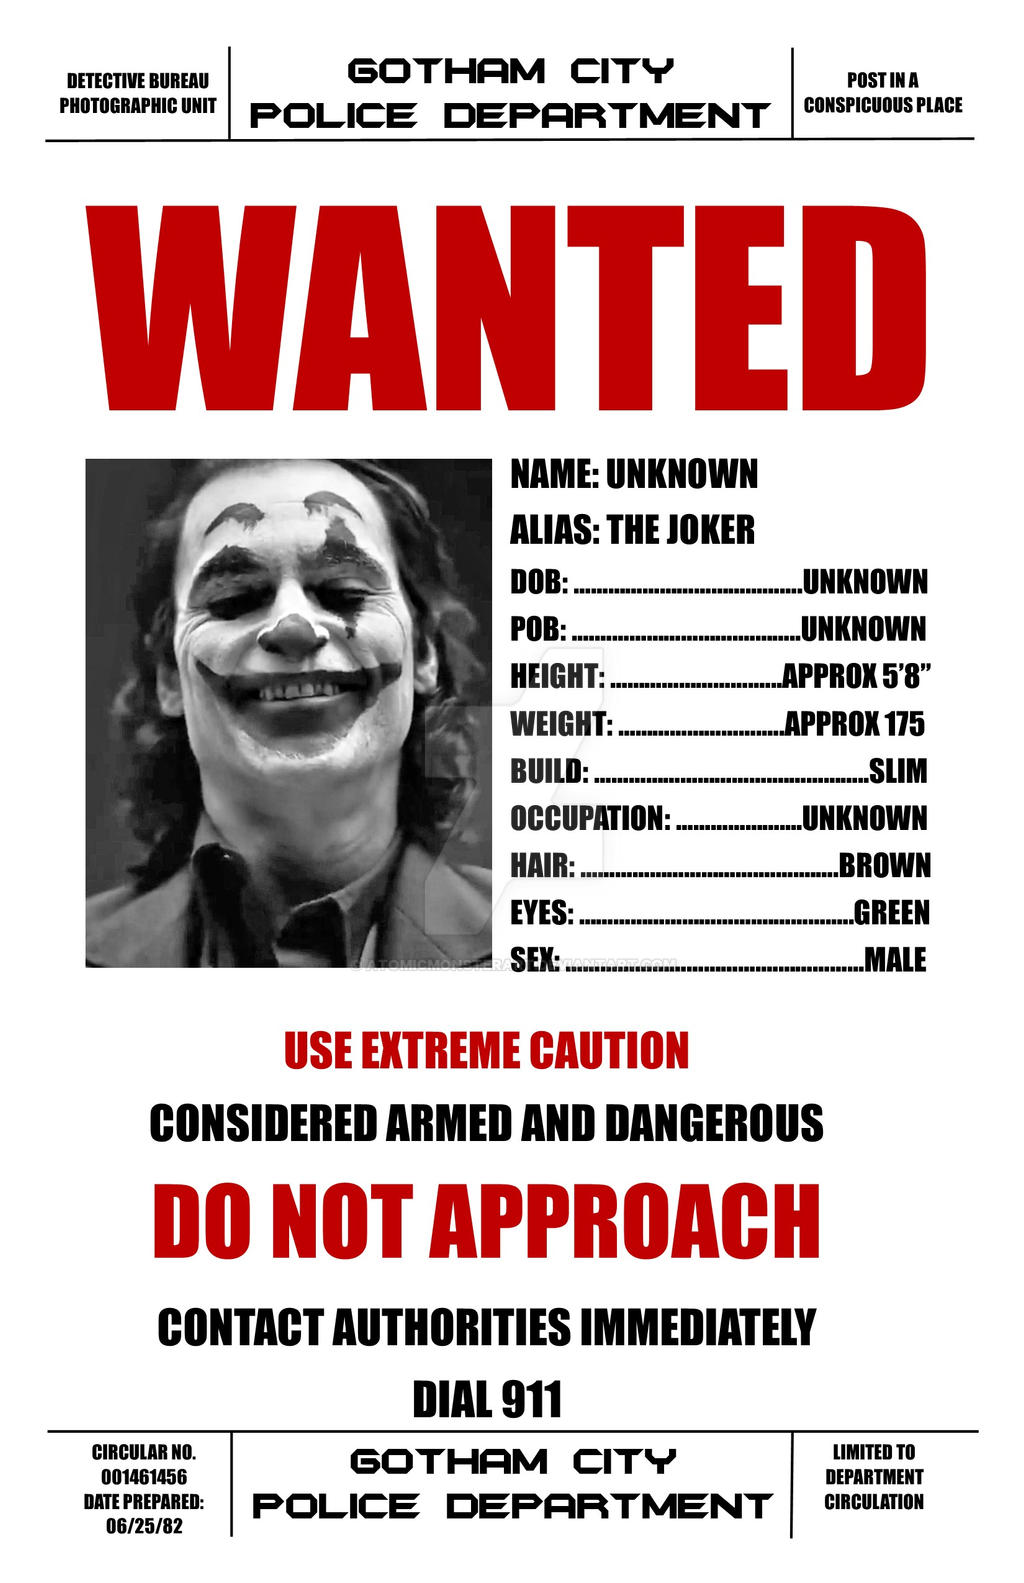 DETECTIVE BUREAU
PHOTOGRAPHIC UNIT
GOTHAM CITY
POLICE DEPARTMENT
POST IN A
CONSPICUOUS PLACE
WANTED
NAME: UNKNOWN
ALIAS: THE JOKER
DOB: ........................................UNKNOWN
POB: ........................................UNKNOWN
HEIGHT: ..............................APPROX 5’8”
WEIGHT: .............................APPROX 175
BUILD: ................................................SLIM
OCCUPATION: ......................UNKNOWN
HAIR: .............................................BROWN
EYES: ................................................GREEN
SEX: ....................................................MALE
USE EXTREME CAUTION
CONSIDERED ARMED AND DANGEROUS
DO NOT APPROACH
CONTACT AUTHORITIES IMMEDIATELY
DIAL 911
CIRCULAR NO.
001461456
DATE PREPARED:
06/25/82
GOTHAM CITY
POLICE DEPARTMENT
LIMITED TO
DEPARTMENT
CIRCULATION